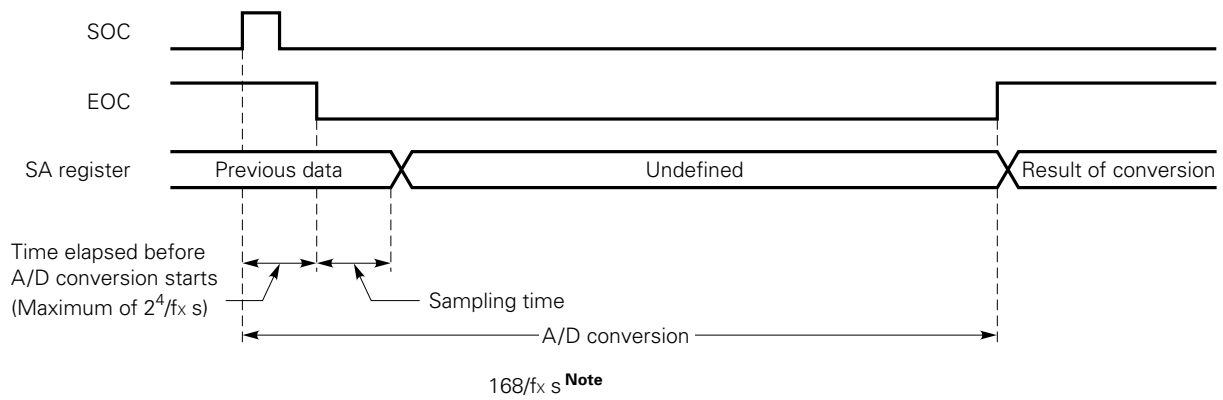 SOC
EOC
SA register
Previous data
Undefined
Result of conversion
Time elapsed before
A/D conversion starts
(Maximum of 2⁴/fx s)
Sampling time
A/D conversion
168/fx s Note